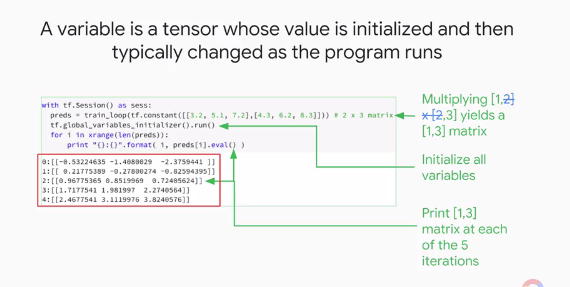 A variable is a tensor whose value is initialized and then
typically changed as the program runs
with tf.Session() as sess:
preds = train_loop(tf.constant([[3.2, 5.1, 7.2],[4.3, 6.2, 8.3]])) # 2 x 3 matrix
tf.global_variables_initializer().run()
for i in xrange(len(preds)):
print "{}:{}".format( i, preds[i].eval() )
0:[[-0.53224635 -1.4080029 -2.3759441 ]]
1:[[ 0.21775389 -0.27800274 -0.82594395]]
2:[[0.96775365 0.8519969 0.72405624]]
3:[[1.7177541 1.981997 2.2740564]]
4:[[2.4677541 3.1119976 3.8240576]]
Multiplying [1,2]
x [2,3] yields a
[1,3] matrix
Initialize all
variables
Print [1,3]
matrix at each
of the 5
iterations